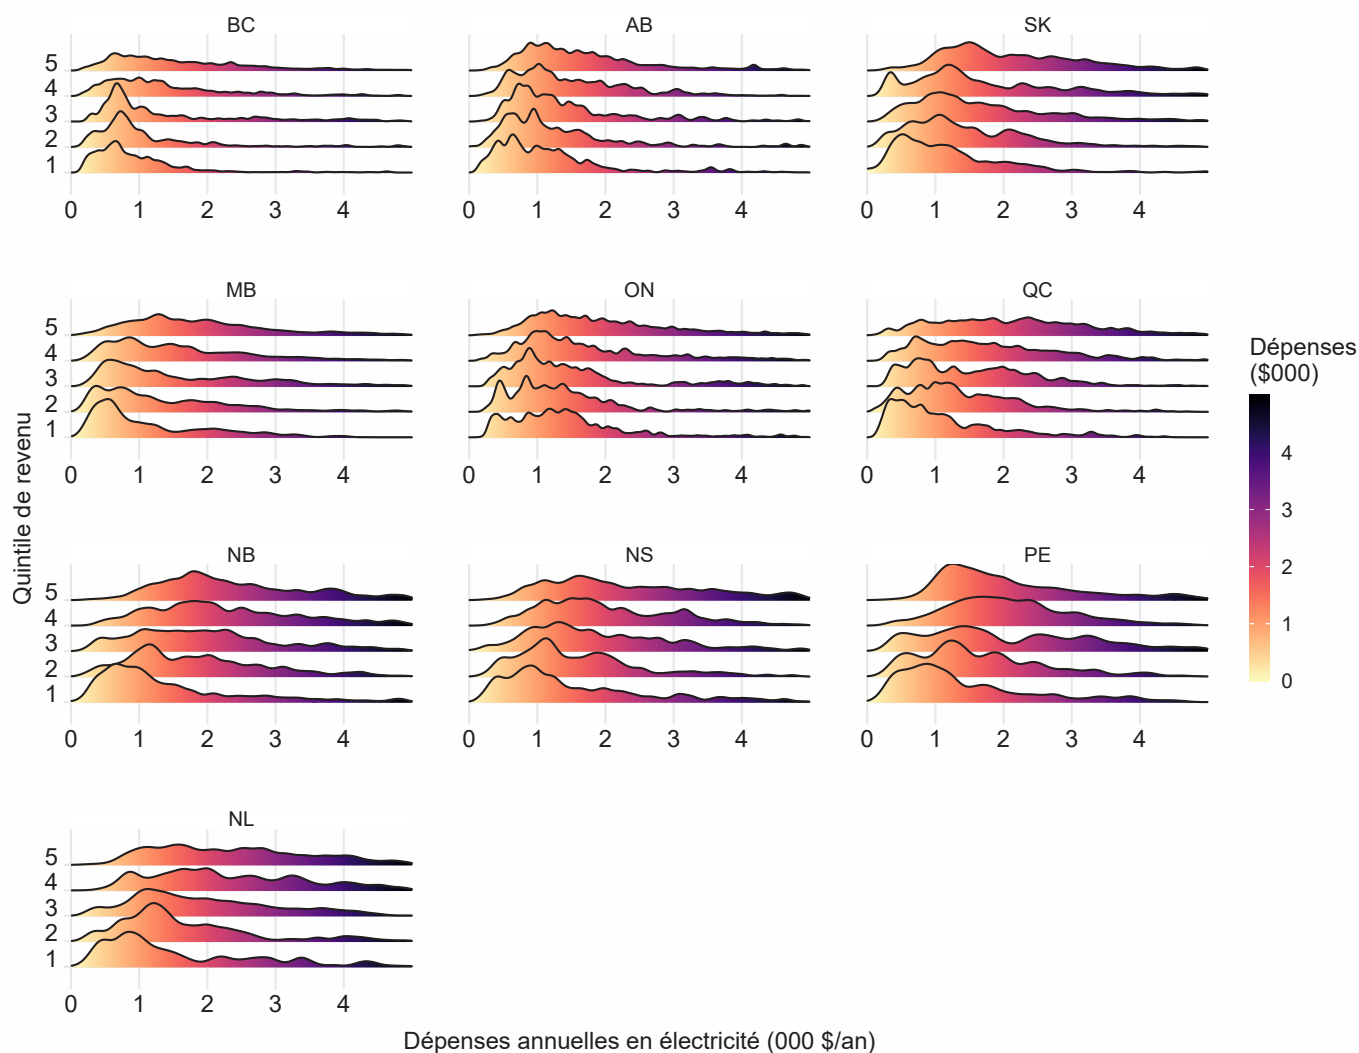 BC AB SK
5
4
3
2
1
0 1 2 3 4 0 1 2 3 4 0 1 2 3 4
MB ON QC
5
4
3
2
1
0 1 2 3 4 0 1 2 3 4 0 1 2 3 4
NB NS PE
5
4
3
2
1
0 1 2 3 4 0 1 2 3 4 0 1 2 3 4
NL
5
4
3
2
1
0 1 2 3 4
Quintile de revenu
Dépenses annuelles en électricité (000 $/an)
Dépenses
($000)
4
3
2
1
0